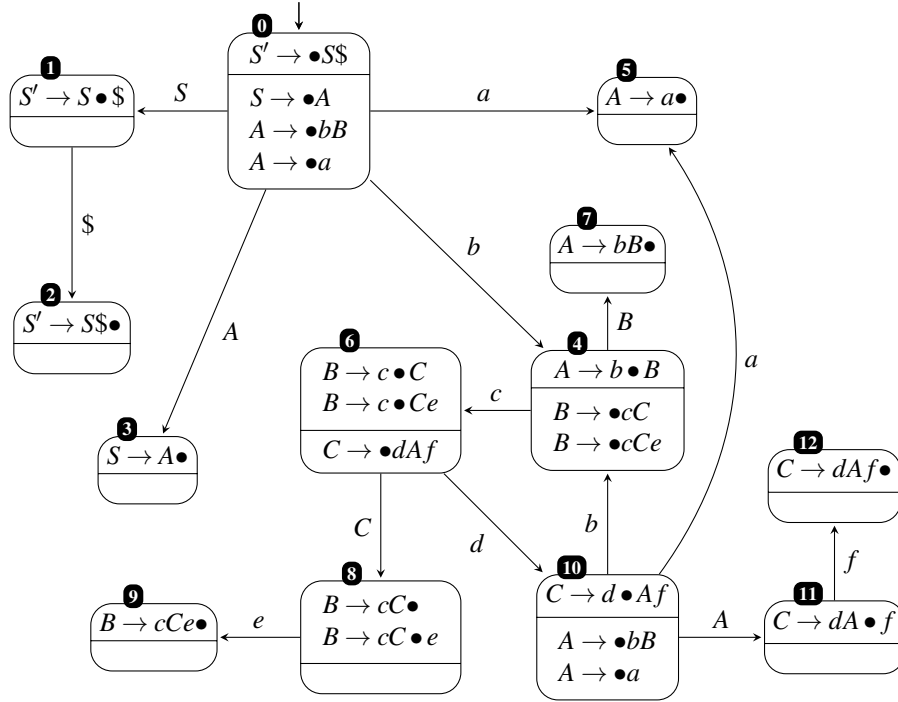 0
S′ → •S$
S → •A
A → •bB
A → •a
1
S′ → S • $
S
a
5
A → a•
$
b
7
A → bB•
2
S′ → S$•
A
B
6
B → c • C
B → c • Ce
C → •dAf
c
4
A → b • B
B → •cC
B → •cCe
a
3
S → A•
12
C → dAf•
C
d
b
f
9
B → cCe•
e
8
B → cC•
B → cC • e
10
C → d • Af
A → •bB
A → •a
A
11
C → dA • f